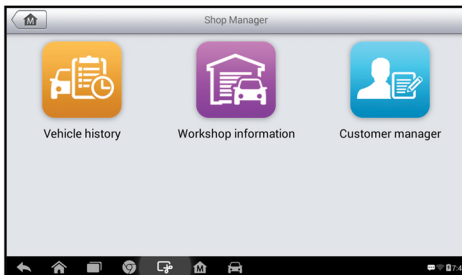 Shop Manager
Vehicle history
Workshop information
Customer manager